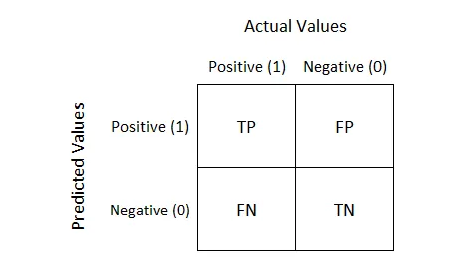 Actual Values
Positive (1) Negative (0)
Predicted Values
Positive (1) TP FP
Negative (0) FN TN